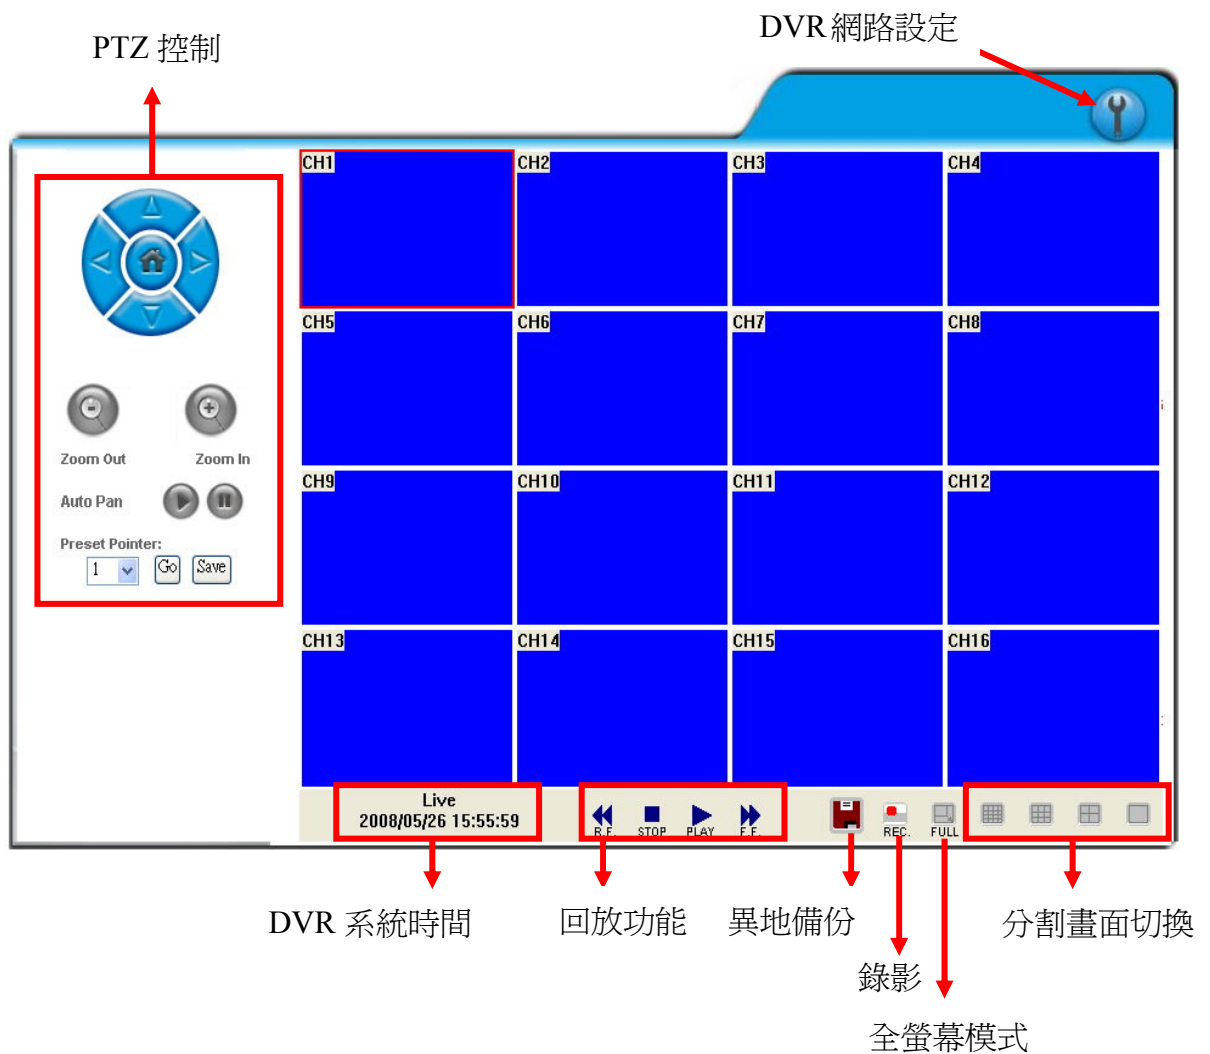 DVR 網路設定
PTZ 控制
CH1 CH2 CH3 CH4
CH5 CH6 CH7 CH8
Zoom Out Zoom In
CH9 CH10 CH11 CH12
Auto Pan
Preset Pointer:
1 Go Save
CH13 CH14 CH15 CH16
Live
2008/05/26 15:55:59
R.F. STOP PLAY F.F. REC. FULL
DVR 系統時間 回放功能 異地備份 分割畫面切換
錄影
全螢幕模式